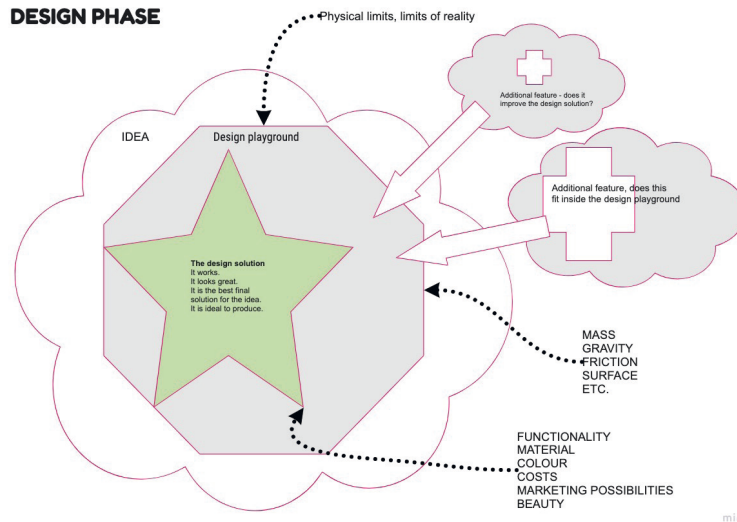 DESIGN PHASE
Physical limits, limits of reality
Additional feature - does it
improve the design solution?
IDEA
Design playground
Additional feature, does this
fit inside the design playground
The design solution
It works.
It looks great.
It is the best final
solution for the idea.
It is ideal to produce.
MASS
GRAVITY
FRICTION
SURFACE
ETC.
FUNCTIONALITY
MATERIAL
COLOUR
COSTS
MARKETING POSSIBILITIES
BEAUTY